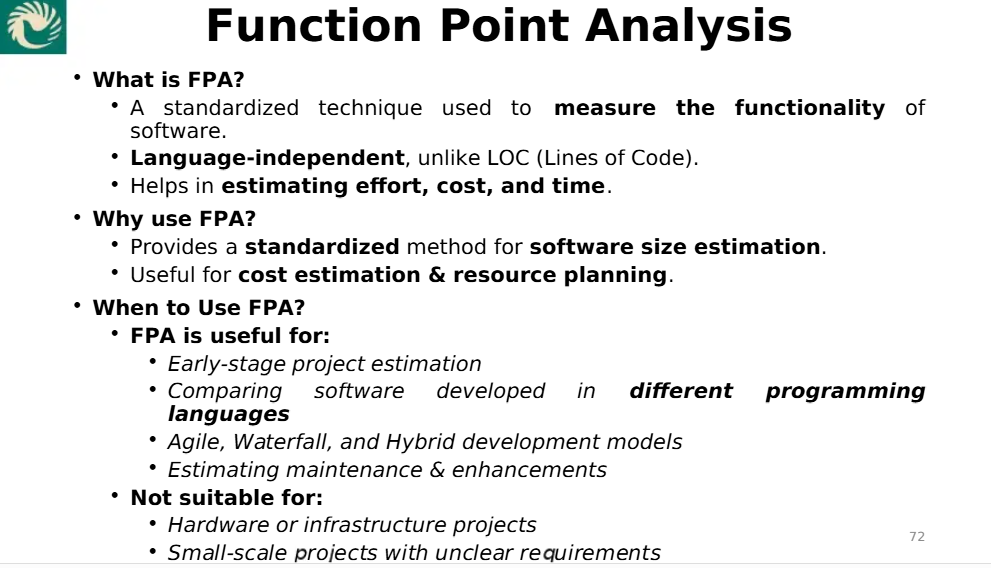 Function Point Analysis
• What is FPA?
• A standardized technique used to measure the functionality of
software.
• Language-independent, unlike LOC (Lines of Code).
• Helps in estimating effort, cost, and time.
• Why use FPA?
• Provides a standardized method for software size estimation.
• Useful for cost estimation & resource planning.
• When to Use FPA?
• FPA is useful for:
• Early-stage project estimation
• Comparing software developed in different programming
languages
• Agile, Waterfall, and Hybrid development models
• Estimating maintenance & enhancements
• Not suitable for:
• Hardware or infrastructure projects
• Small-scale projects with unclear requirements
72